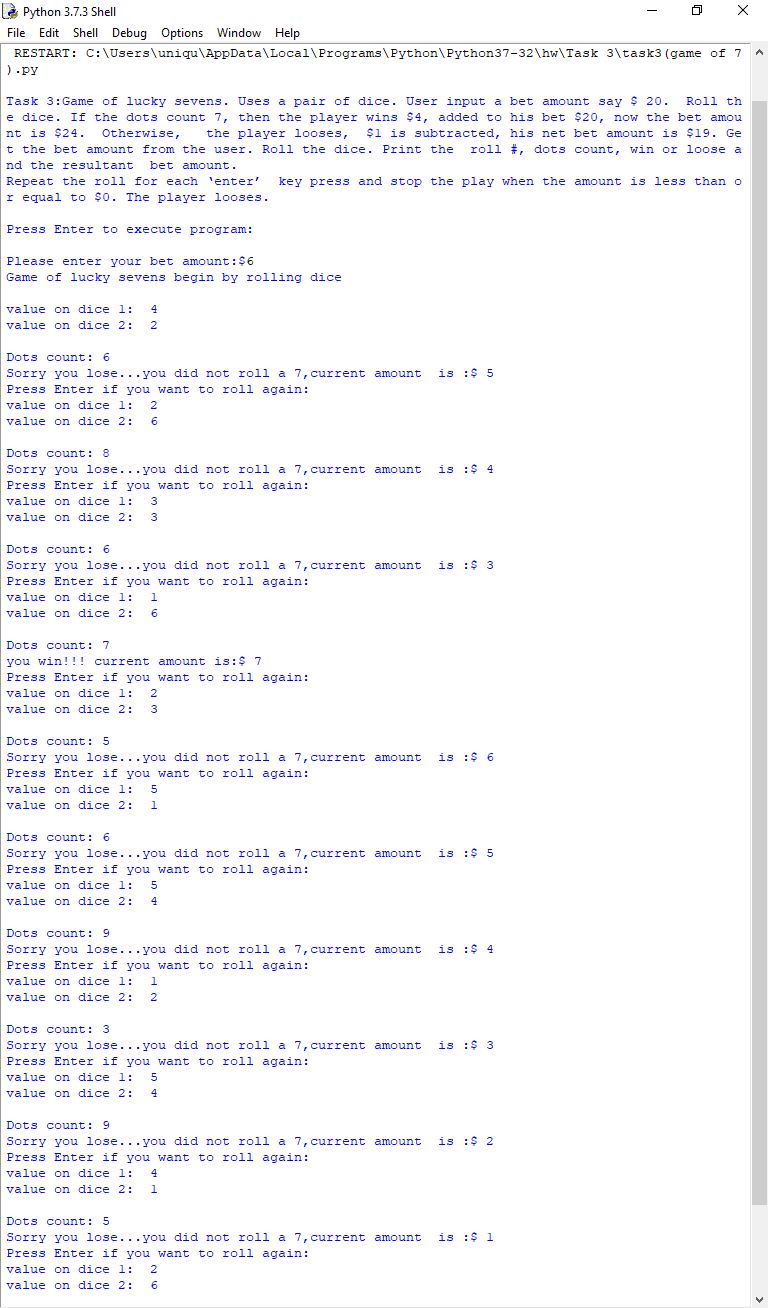 Python 3.7.3 Shell
File Edit Shell Debug Options Window Help
RESTART: C:\Users\uniqu\AppData\Local\Programs\Python\Python37-32\hw\Task 3\task3(game of 7
).py
Task 3:Game of lucky sevens. Uses a pair of dice. User input a bet amount say $ 20.  Roll th
e dice. If the dots count 7, then the player wins $4, added to his bet $20, now the bet amou
nt is $24.  Otherwise,   the player looses,  $1 is subtracted, his net bet amount is $19. Ge
t the bet amount from the user. Roll the dice. Print the  roll #, dots count, win or loose a
nd the resultant  bet amount.
Repeat the roll for each ‘enter’  key press and stop the play when the amount is less than o
r equal to $0. The player looses.
Press Enter to execute program:
Please enter your bet amount:$6
Game of lucky sevens begin by rolling dice
value on dice 1:  4
value on dice 2:  2
Dots count: 6
Sorry you lose...you did not roll a 7,current amount  is :$ 5
Press Enter if you want to roll again:
value on dice 1:  2
value on dice 2:  6
Dots count: 8
Sorry you lose...you did not roll a 7,current amount  is :$ 4
Press Enter if you want to roll again:
value on dice 1:  3
value on dice 2:  3
Dots count: 6
Sorry you lose...you did not roll a 7,current amount  is :$ 3
Press Enter if you want to roll again:
value on dice 1:  1
value on dice 2:  6
Dots count: 7
you win!!! current amount is:$ 7
Press Enter if you want to roll again:
value on dice 1:  2
value on dice 2:  3
Dots count: 5
Sorry you lose...you did not roll a 7,current amount  is :$ 6
Press Enter if you want to roll again:
value on dice 1:  5
value on dice 2:  1
Dots count: 6
Sorry you lose...you did not roll a 7,current amount  is :$ 5
Press Enter if you want to roll again:
value on dice 1:  5
value on dice 2:  4
Dots count: 9
Sorry you lose...you did not roll a 7,current amount  is :$ 4
Press Enter if you want to roll again:
value on dice 1:  1
value on dice 2:  2
Dots count: 3
Sorry you lose...you did not roll a 7,current amount  is :$ 3
Press Enter if you want to roll again:
value on dice 1:  5
value on dice 2:  4
Dots count: 9
Sorry you lose...you did not roll a 7,current amount  is :$ 2
Press Enter if you want to roll again:
value on dice 1:  4
value on dice 2:  1
Dots count: 5
Sorry you lose...you did not roll a 7,current amount  is :$ 1
Press Enter if you want to roll again:
value on dice 1:  2
value on dice 2:  6